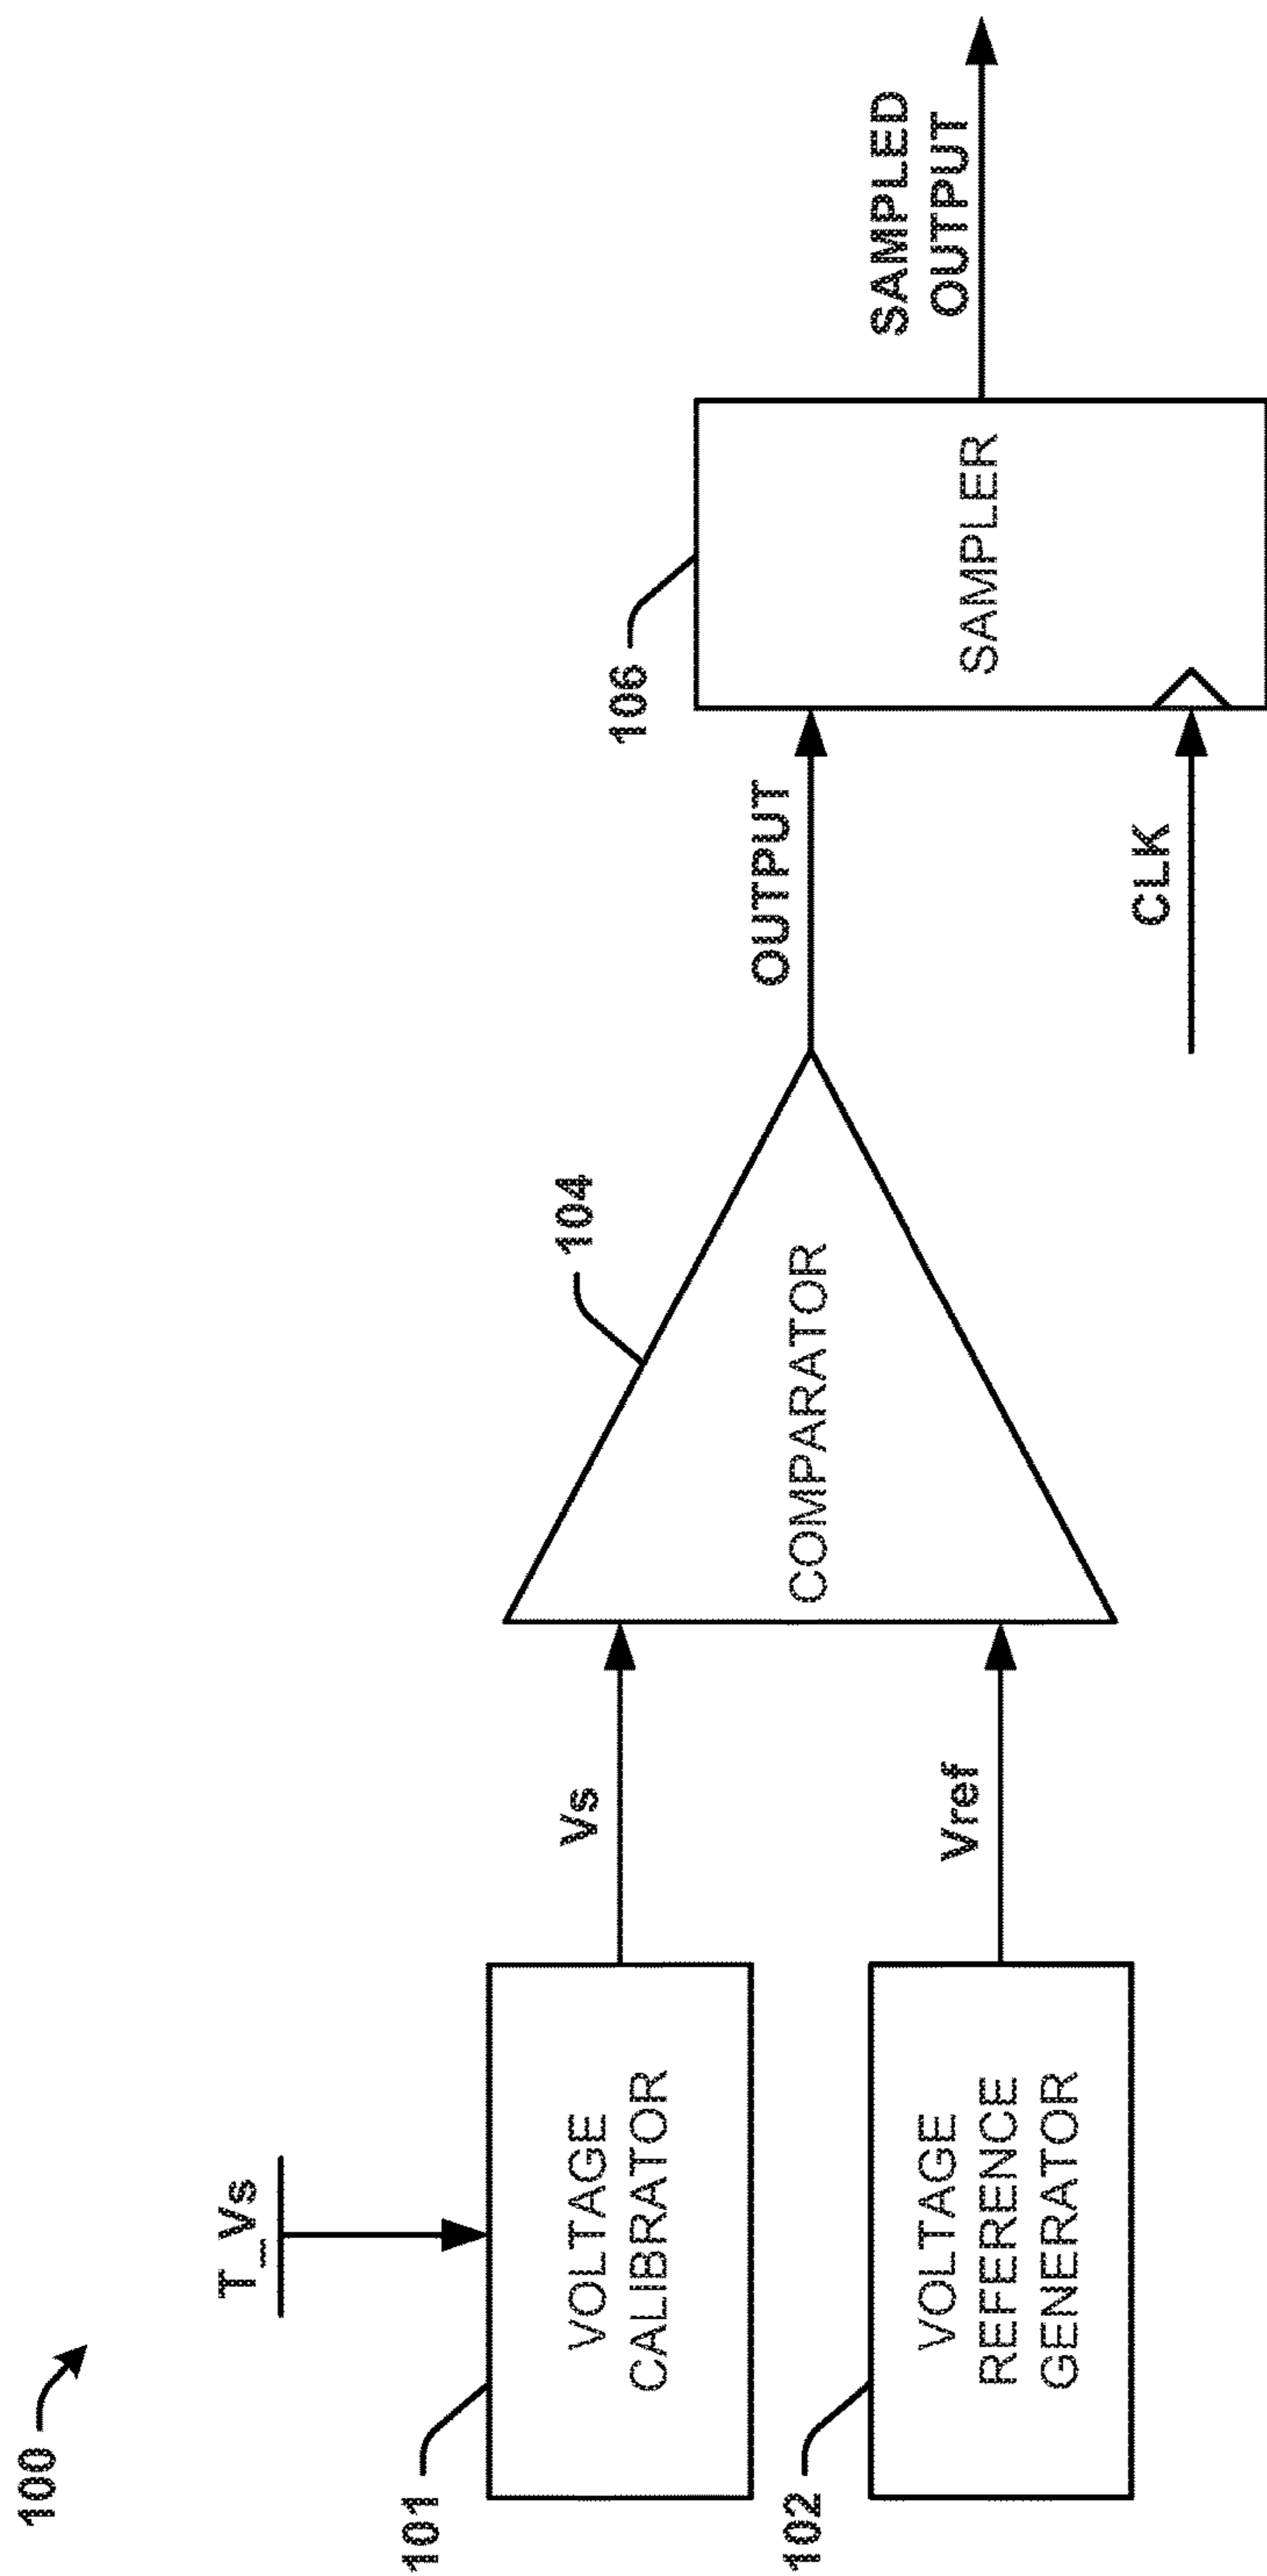 100
T_Vs
101
VOLTAGE
CALIBRATOR
Vs
102
VOLTAGE
REFERENCE
GENERATOR
Vref
104
COMPARATOR
OUTPUT
CLK
106
SAMPLER
SAMPLED
OUTPUT